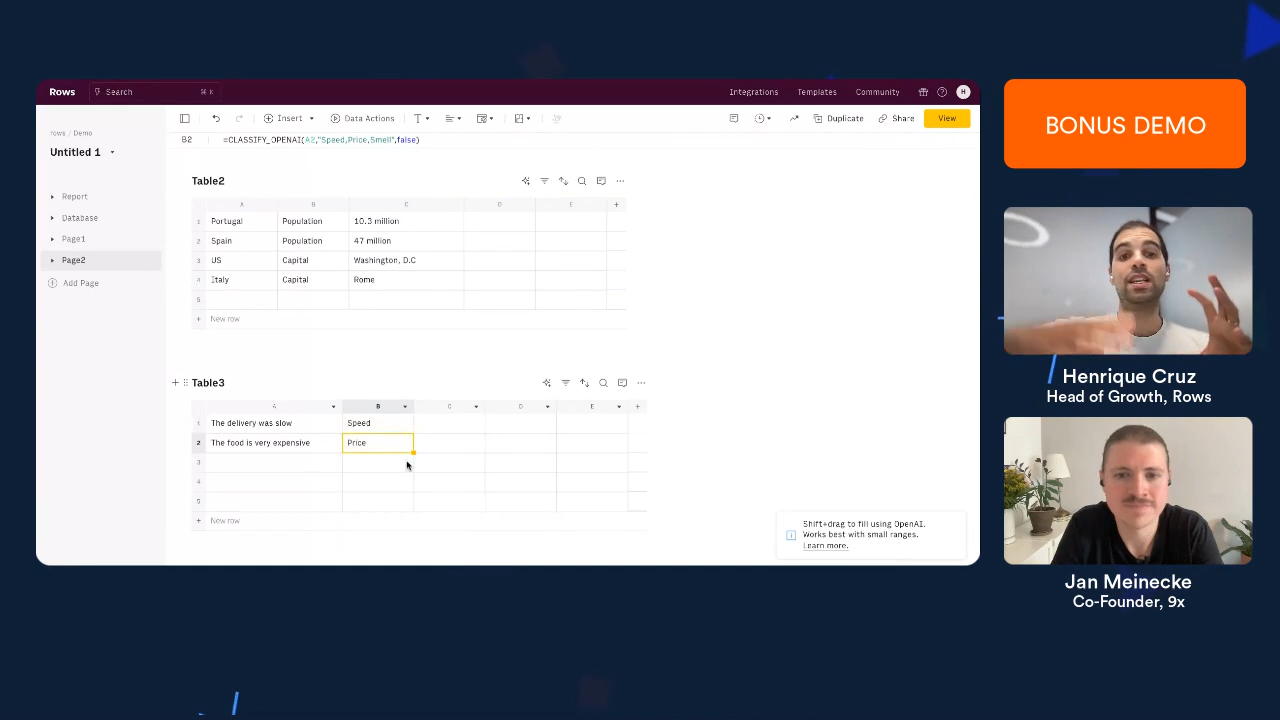 Rows
Search
⌘ K
Integrations
Templates
Community
H
rows / Demo
Untitled 1
Report
Database
Page1
Page2
Add Page
Insert
Data Actions
Duplicate
Share
View
B2 =CLASSIFY_OPENAI(A2,"Speed,Price,Smell",false)
Table2
A B C D E +
1 Portugal Population 10.3 million
2 Spain Population 47 million
3 US Capital Washington, D.C
4 Italy Capital Rome
5
+ New row
Table3
A B C D E +
1 The delivery was slow Speed
2 The food is very expensive Price
3
4
5
+ New row
Shift+drag to fill using OpenAI.
Works best with small ranges.
Learn more.
BONUS DEMO
Henrique Cruz
Head of Growth, Rows
Jan Meinecke
Co-Founder, 9x